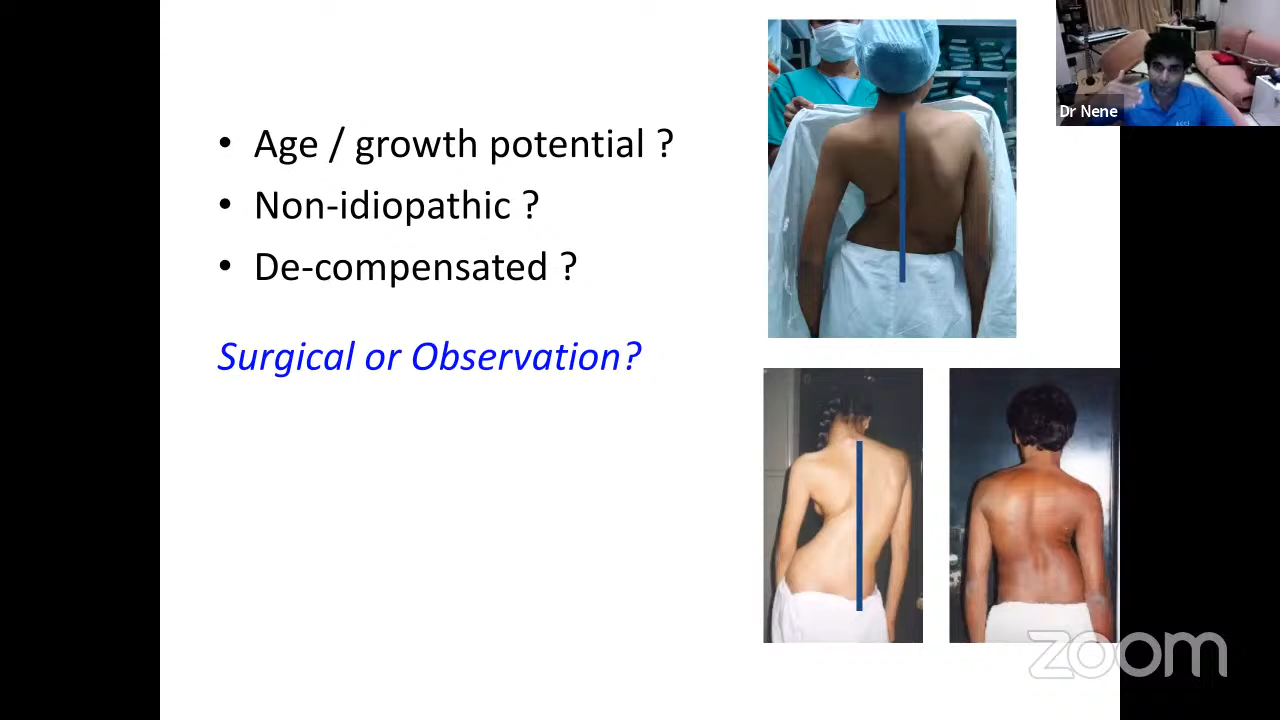 • Age / growth potential ?
• Non-idiopathic ?
• De-compensated ?
Surgical or Observation?
Dr Nene
zoom